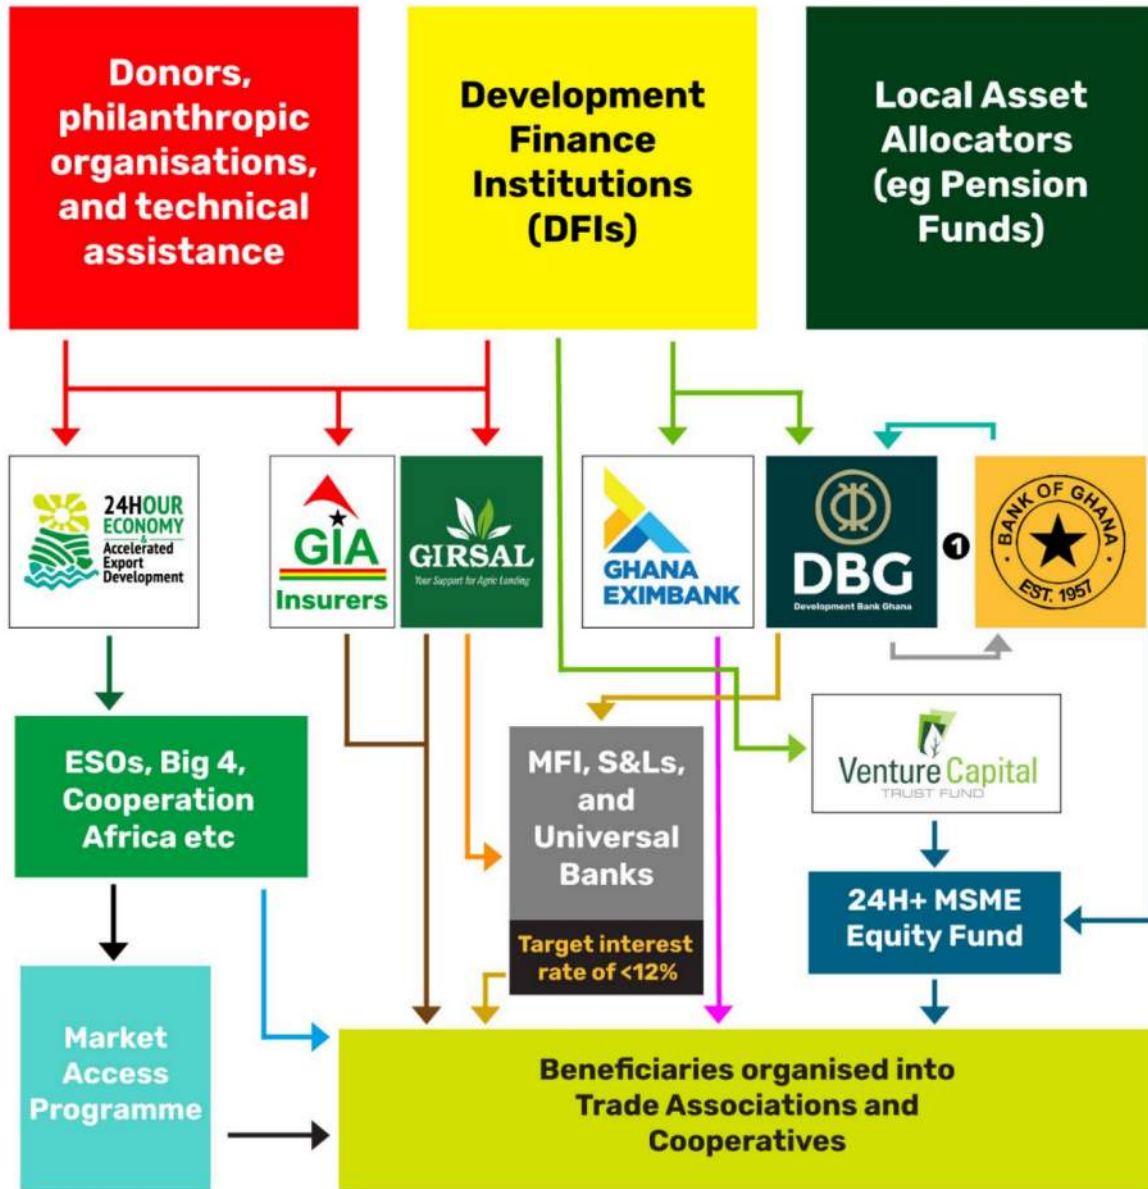 Donors,
philanthropic
organisations,
and technical
assistance
Development
Finance
Institutions
(DFIs)
Local Asset
Allocators
(eg Pension
Funds)
24HOUR
ECONOMY
&
Accelerated
Export
Development
GIA
Insurers
GIRSAL
Your Support for Agric Lending
GHANA
EXIMBANK
DBG
Development Bank Ghana
1
BANK OF GHANA
EST. 1957
ESOs, Big 4,
Cooperation
Africa etc
MFI, S&Ls,
and
Universal
Banks
Target interest
rate of <12%
Venture Capital
TRUST FUND
24H+ MSME
Equity Fund
Market
Access
Programme
Beneficiaries organised into
Trade Associations and
Cooperatives